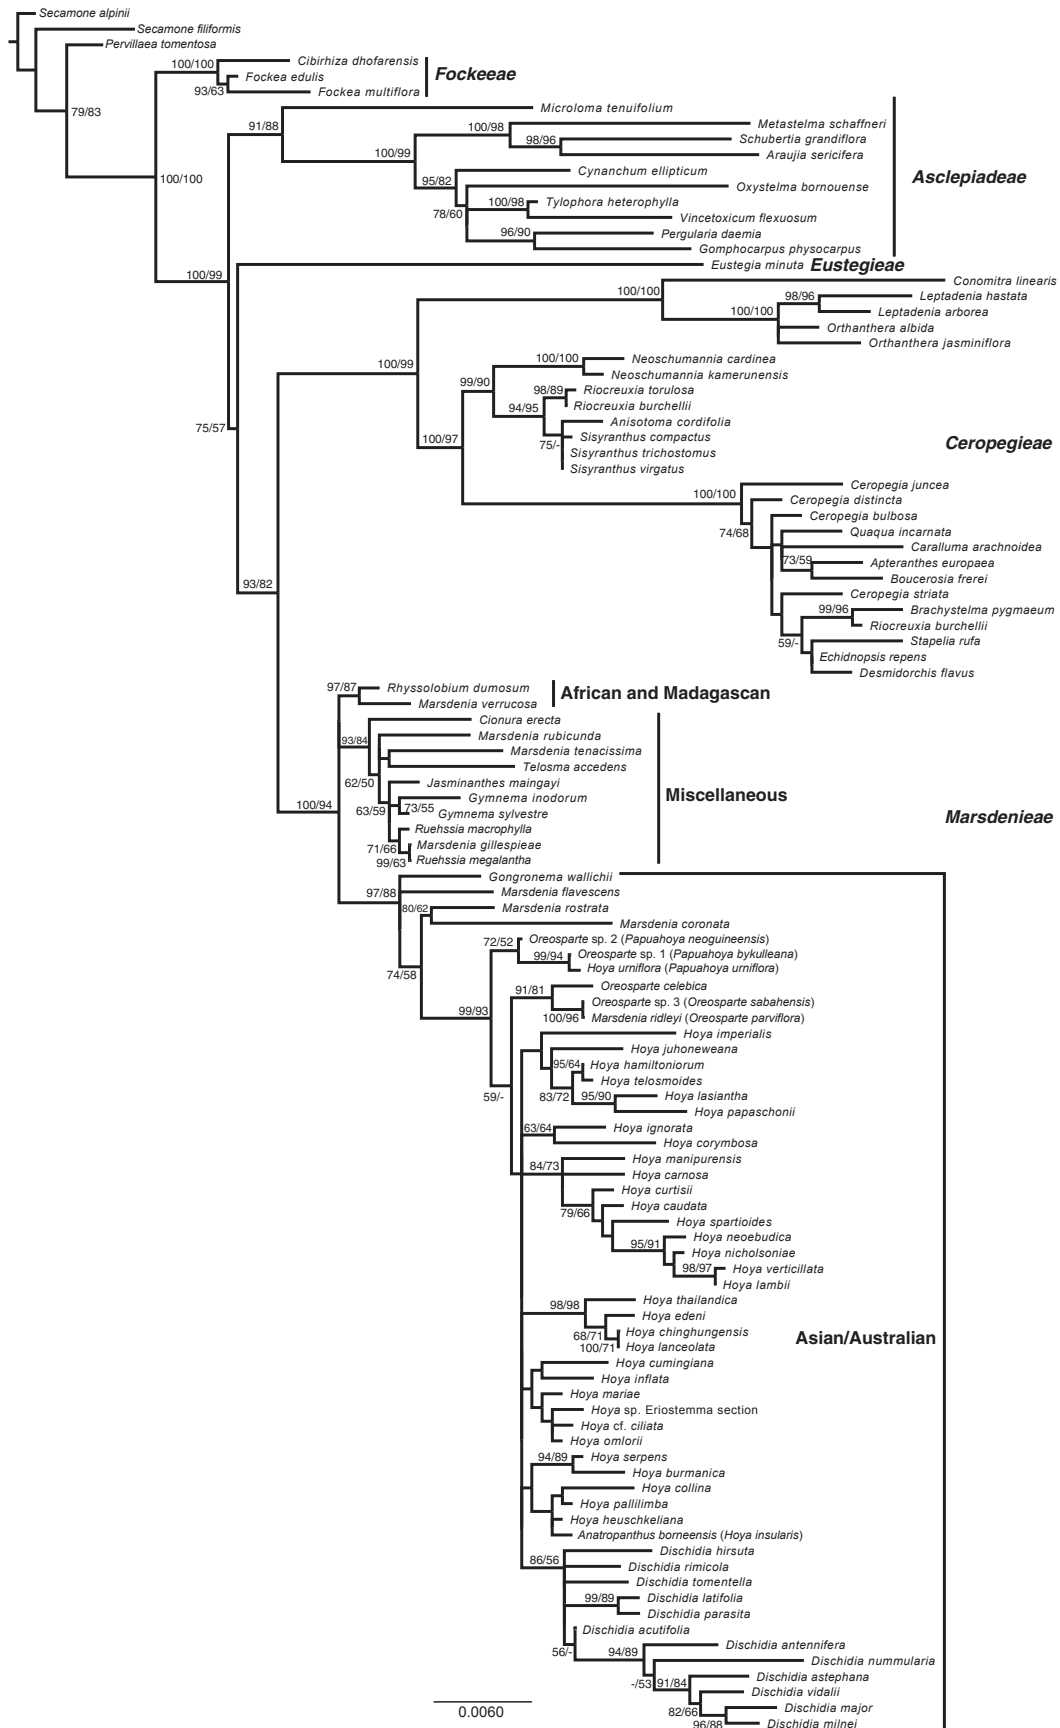 Secamone alpinii
Secamone filiformis
Pervillaea tomentosa
100/100
Cibirhiza dhofarensis
Fockea edulis
Fockeeae
93/63
Fockea multiflora
79/83
Microloma tenuifolium
91/88
100/98
Metastelma schaffneri
98/96
Schubertia grandiflora
100/99
Araujia sericifera
Cynanchum ellipticum
Asclepiadeae
100/100
95/82
Oxystelma bornouense
100/98
Tylophora heterophylla
78/60
Vincetoxicum flexuosum
96/90
Pergularia daemia
Gomphocarpus physocarpus
Eustegia minuta
Eustegieae
100/99
Conomitra linearis
100/100
98/96
Leptadenia hastata
100/100
Leptadenia arborea
Orthanthera albida
Orthanthera jasminiflora
100/99
100/100
Neoschumannia cardinea
Neoschumannia kamerunensis
99/90
98/89
Riocreuxia torulosa
94/95
Riocreuxia burchellii
Anisotoma cordifolia
75/57
100/97
75/-
Sisyranthus compactus
Ceropegieae
Sisyranthus trichostomus
Sisyranthus virgatus
Ceropegia juncea
100/100
Ceropegia distincta
Ceropegia bulbosa
74/68
Quaqua incarnata
Caralluma arachnoidea
73/59
Apteranthes europaea
Boucerosia frerei
93/82
Ceropegia striata
99/96
Brachystelma pygmaeum
Riocreuxia burchellii
59/-
Stapelia rufa
Echidnopsis repens
Desmidorchis flavus
97/87
Rhyssolobium dumosum
African and Madagascan
Marsdenia verrucosa
Cionura erecta
93/84
Marsdenia rubicunda
Marsdenia tenacissima
Telosma accedens
62/50
Jasminanthes maingayi
Miscellaneous
Gymnema inodorum
100/94
63/59
73/55
Gymnema sylvestre
Marsdenieae
Ruehssia macrophylla
71/66
Marsdenia gillespieae
99/63
Ruehssia megalantha
Gongronema wallichii
97/88
Marsdenia flavescens
80/62
Marsdenia rostrata
Marsdenia coronata
72/52
Oreosparte sp. 2 (Papuahoya neoguineensis)
99/94
Oreosparte sp. 1 (Papuahoya bykulleana)
74/58
Hoya urniflora (Papuahoya urniflora)
91/81
Oreosparte celebica
Oreosparte sp. 3 (Oreosparte sabahensis)
99/93
100/96
Marsdenia ridleyi (Oreosparte parviflora)
Hoya imperialis
Hoya juhoneweana
95/64
Hoya hamiltoniorum
Hoya telosmoides
59/-
83/72
95/90
Hoya lasiantha
Hoya papaschonii
63/64
Hoya ignorata
Hoya corymbosa
84/73
Hoya manipurensis
Hoya carnosa
Hoya curtisii
79/66
Hoya caudata
Hoya spartioides
95/91
Hoya neoebudica
Hoya nicholsoniae
98/97
Hoya verticillata
Hoya lambii
98/98
Hoya thailandica
Hoya edeni
68/71
Hoya chinghungensis
Asian/Australian
100/71
Hoya lanceolata
Hoya cumingiana
Hoya inflata
Hoya mariae
Hoya sp. Eriostemma section
Hoya cf. ciliata
Hoya omlorii
94/89
Hoya serpens
Hoya burmanica
Hoya collina
Hoya pallilimba
Hoya heuschkeliana
Anatropanthus borneensis (Hoya insularis)
86/56
Dischidia hirsuta
Dischidia rimicola
Dischidia tomentella
99/89
Dischidia latifolia
Dischidia parasita
Dischidia acutifolia
56/-
94/89
Dischidia antennifera
Dischidia nummularia
-/53
91/84
Dischidia astephana
Dischidia vidalii
82/66
Dischidia major
96/88
Dischidia milnei
0.0060